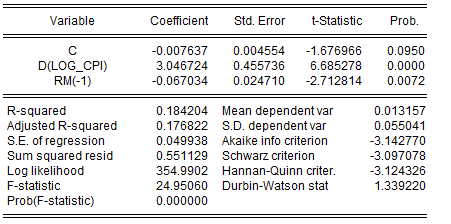 Variable Coefficient Std. Error t-Statistic Prob.
C -0.007637 0.004554 -1.676966 0.0950
D(LOG_CPI) 3.046724 0.455736 6.685278 0.0000
RM(-1) -0.067034 0.024710 -2.712814 0.0072
R-squared 0.184204 Mean dependent var 0.013157
Adjusted R-squared 0.176822 S.D. dependent var 0.055041
S.E. of regression 0.049938 Akaike info criterion -3.142770
Sum squared resid 0.551129 Schwarz criterion -3.097078
Log likelihood 354.9902 Hannan-Quinn criter. -3.124326
F-statistic 24.95060 Durbin-Watson stat 1.339220
Prob(F-statistic) 0.000000